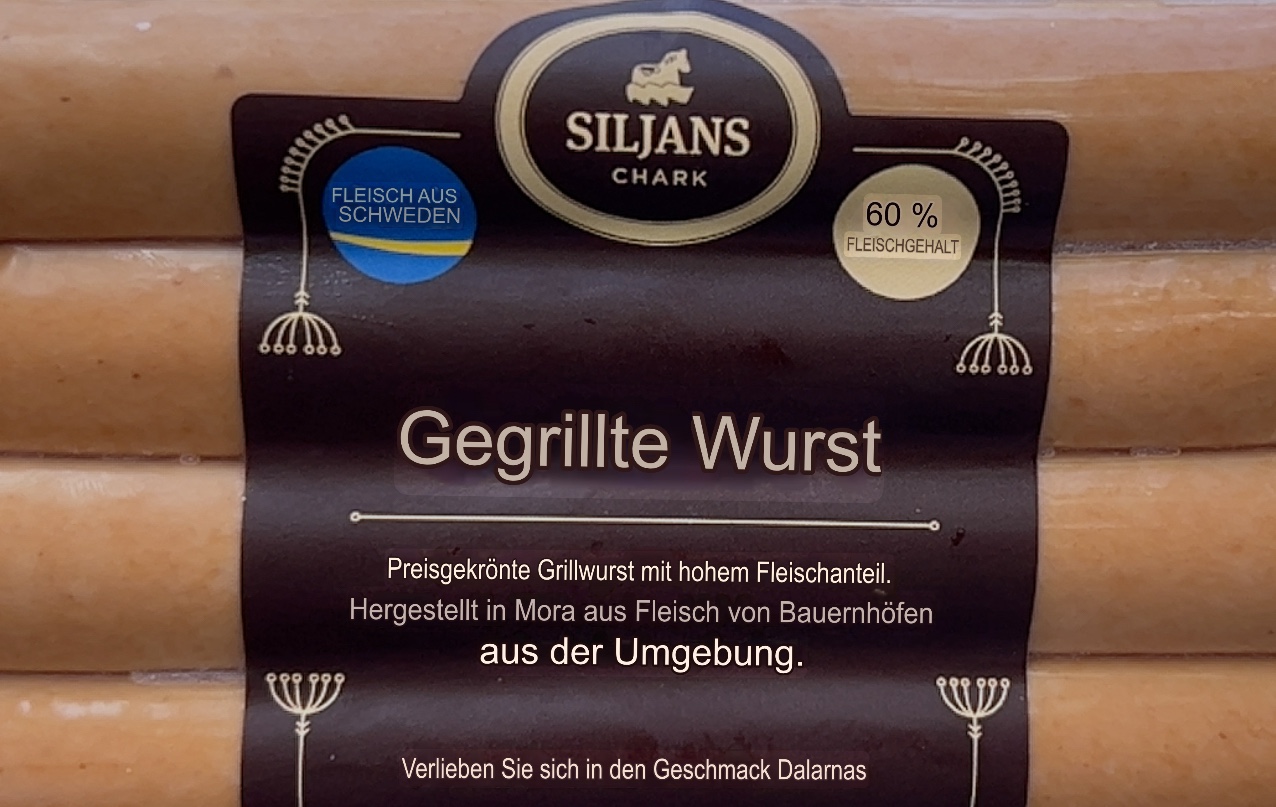 SILJANS
CHARK
FLEISCH AUS
SCHWEDEN
60 %
FLEISCHGEHALT
Gegrillte Wurst
Preisgekrönte Grillwurst mit hohem Fleischanteil.
Hergestellt in Mora aus Fleisch von Bauernhöfen
aus der Umgebung.
Verlieben Sie sich in den Geschmack Dalarnas